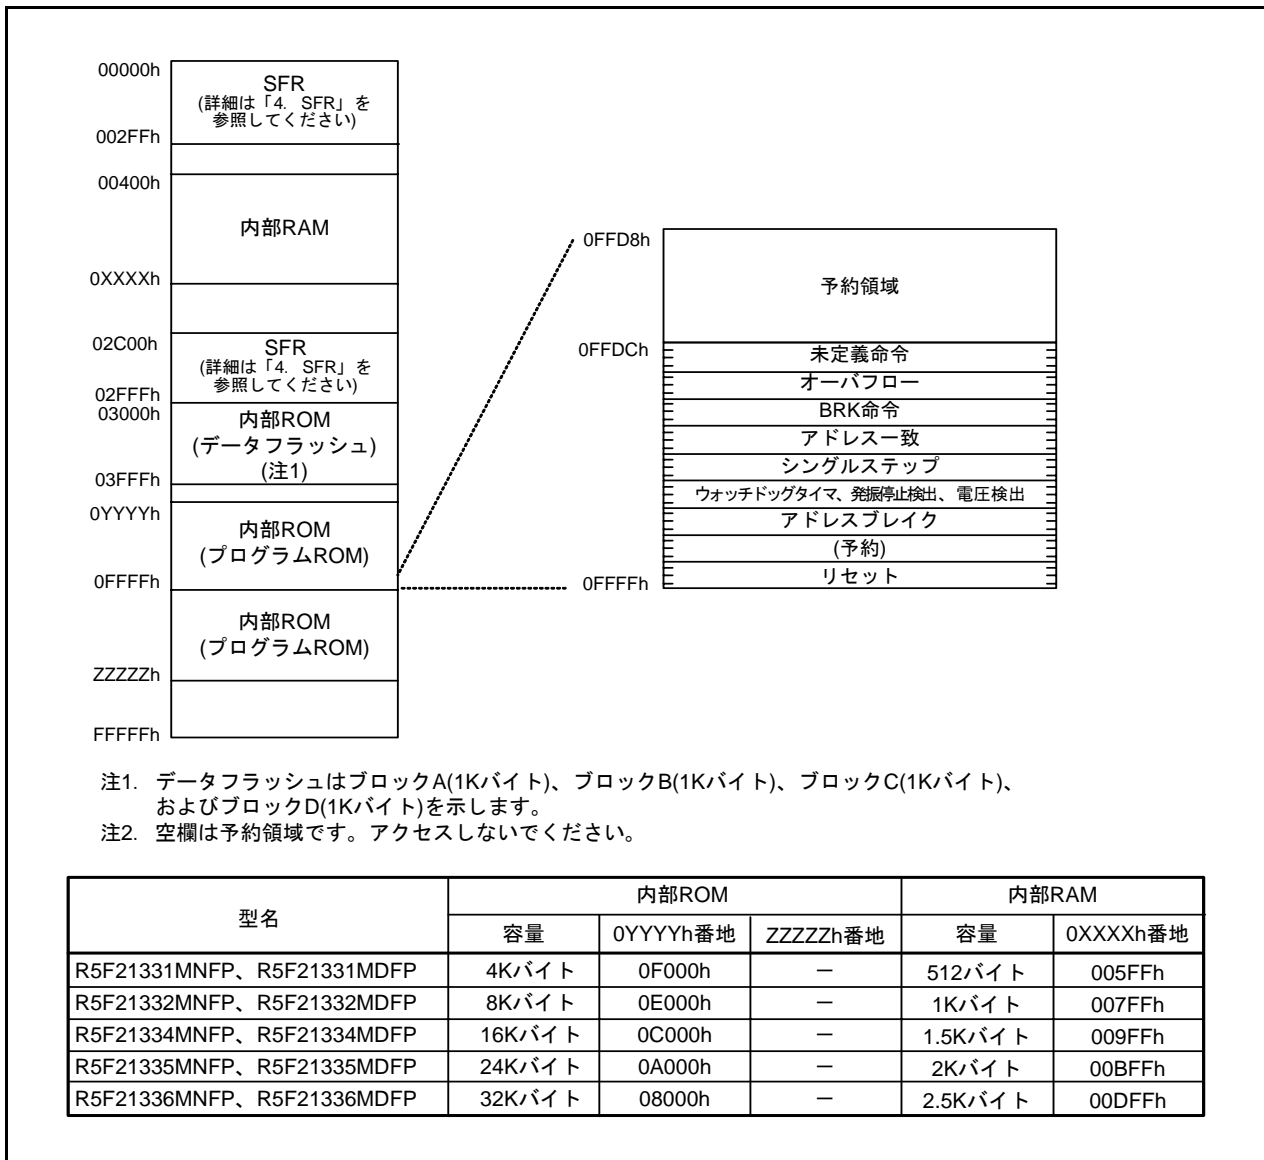 00000h
SFR
(詳細は「4. SFR」を
参照してください)
002FFh
00400h
内部RAM
0XXXXh
02C00h
SFR
(詳細は「4. SFR」を
参照してください)
02FFFh
03000h
内部ROM
(データフラッシュ)
(注1)
03FFFh
0YYYYh
内部ROM
(プログラムROM)
0FFFFh
内部ROM
(プログラムROM)
ZZZZZh
FFFFFh
0FFD8h
予約領域
0FFDCh
未定義命令
オーバフロー
BRK命令
アドレス一致
シングルステップ
ウォッチドッグタイマ、発振停止検出、電圧検出
アドレスブレイク
(予約)
リセット
0FFFFh
注1. データフラッシュはブロックA(1Kバイト)、ブロックB(1Kバイト)、ブロックC(1Kバイト)、
およびブロックD(1Kバイト)を示します。
注2. 空欄は予約領域です。アクセスしないでください。
型名 内部ROM 内部RAM
容量 0YYYYh番地 ZZZZZh番地 容量 0XXXXh番地
R5F21331MNFP、R5F21331MDFP 4Kバイト 0F000h － 512バイト 005FFh
R5F21332MNFP、R5F21332MDFP 8Kバイト 0E000h － 1Kバイト 007FFh
R5F21334MNFP、R5F21334MDFP 16Kバイト 0C000h － 1.5Kバイト 009FFh
R5F21335MNFP、R5F21335MDFP 24Kバイト 0A000h － 2Kバイト 00BFFh
R5F21336MNFP、R5F21336MDFP 32Kバイト 08000h － 2.5Kバイト 00DFFh